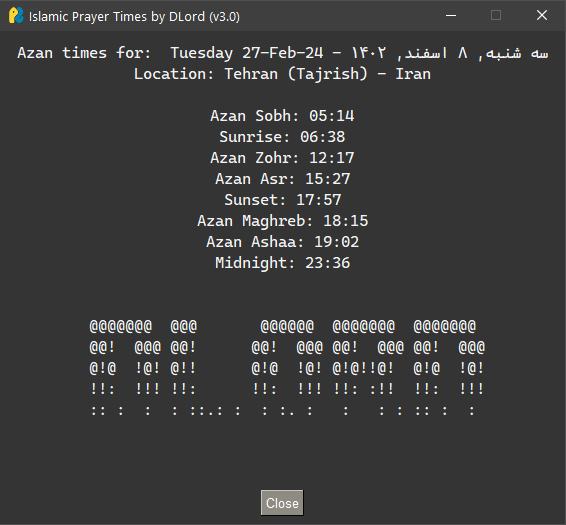 Islamic Prayer Times by DLord (v3.0)
Azan times for:  Tuesday 27-Feb-24 - سه شنبه, ۸ اسفند, ۱۴۰۲
Location: Tehran (Tajrish) - Iran
Azan Sobh: 05:14
Sunrise: 06:38
Azan Zohr: 12:17
Azan Asr: 15:27
Sunset: 17:57
Azan Maghreb: 18:15
Azan Ashaa: 19:02
Midnight: 23:36
@@@@@@@  @@@       @@@@@@  @@@@@@@  @@@@@@@
@@!  @@@ @@!      @@!  @@@ @@!  @@@ @@!  @@@
@!@  !@! @!!      @!@  !@! @!@!!@!  @!@  !@!
!!:  !!! !!:      !!:  !!! !!: :!!  !!:  !!!
:: :  :  : ::.: :  : :. :   :   : : :: :  :
Close